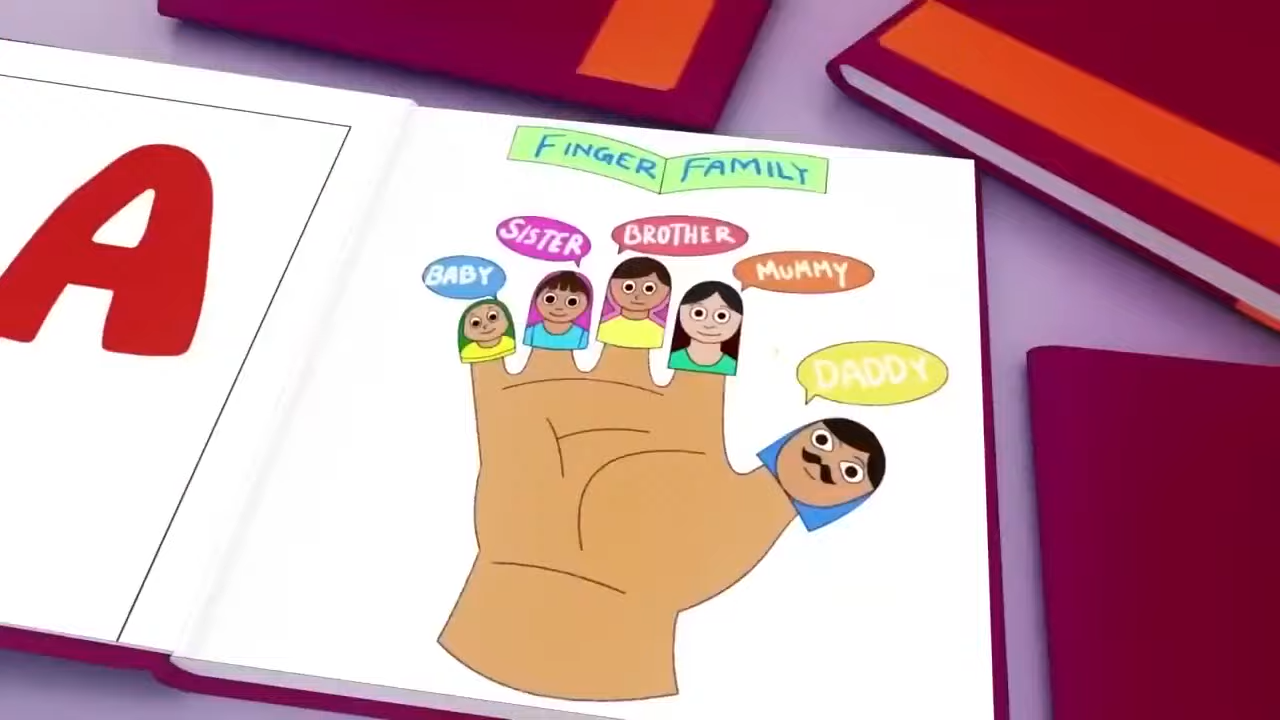 A
FINGER FAMILY
SISTER
BROTHER
BABY
MUMMY
DADDY